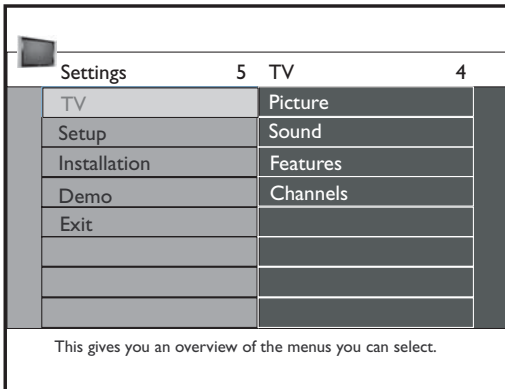 Settings 5 TV 4
TV Picture
Setup Sound
Installation Features
Demo Channels
Exit
This gives you an overview of the menus you can select.